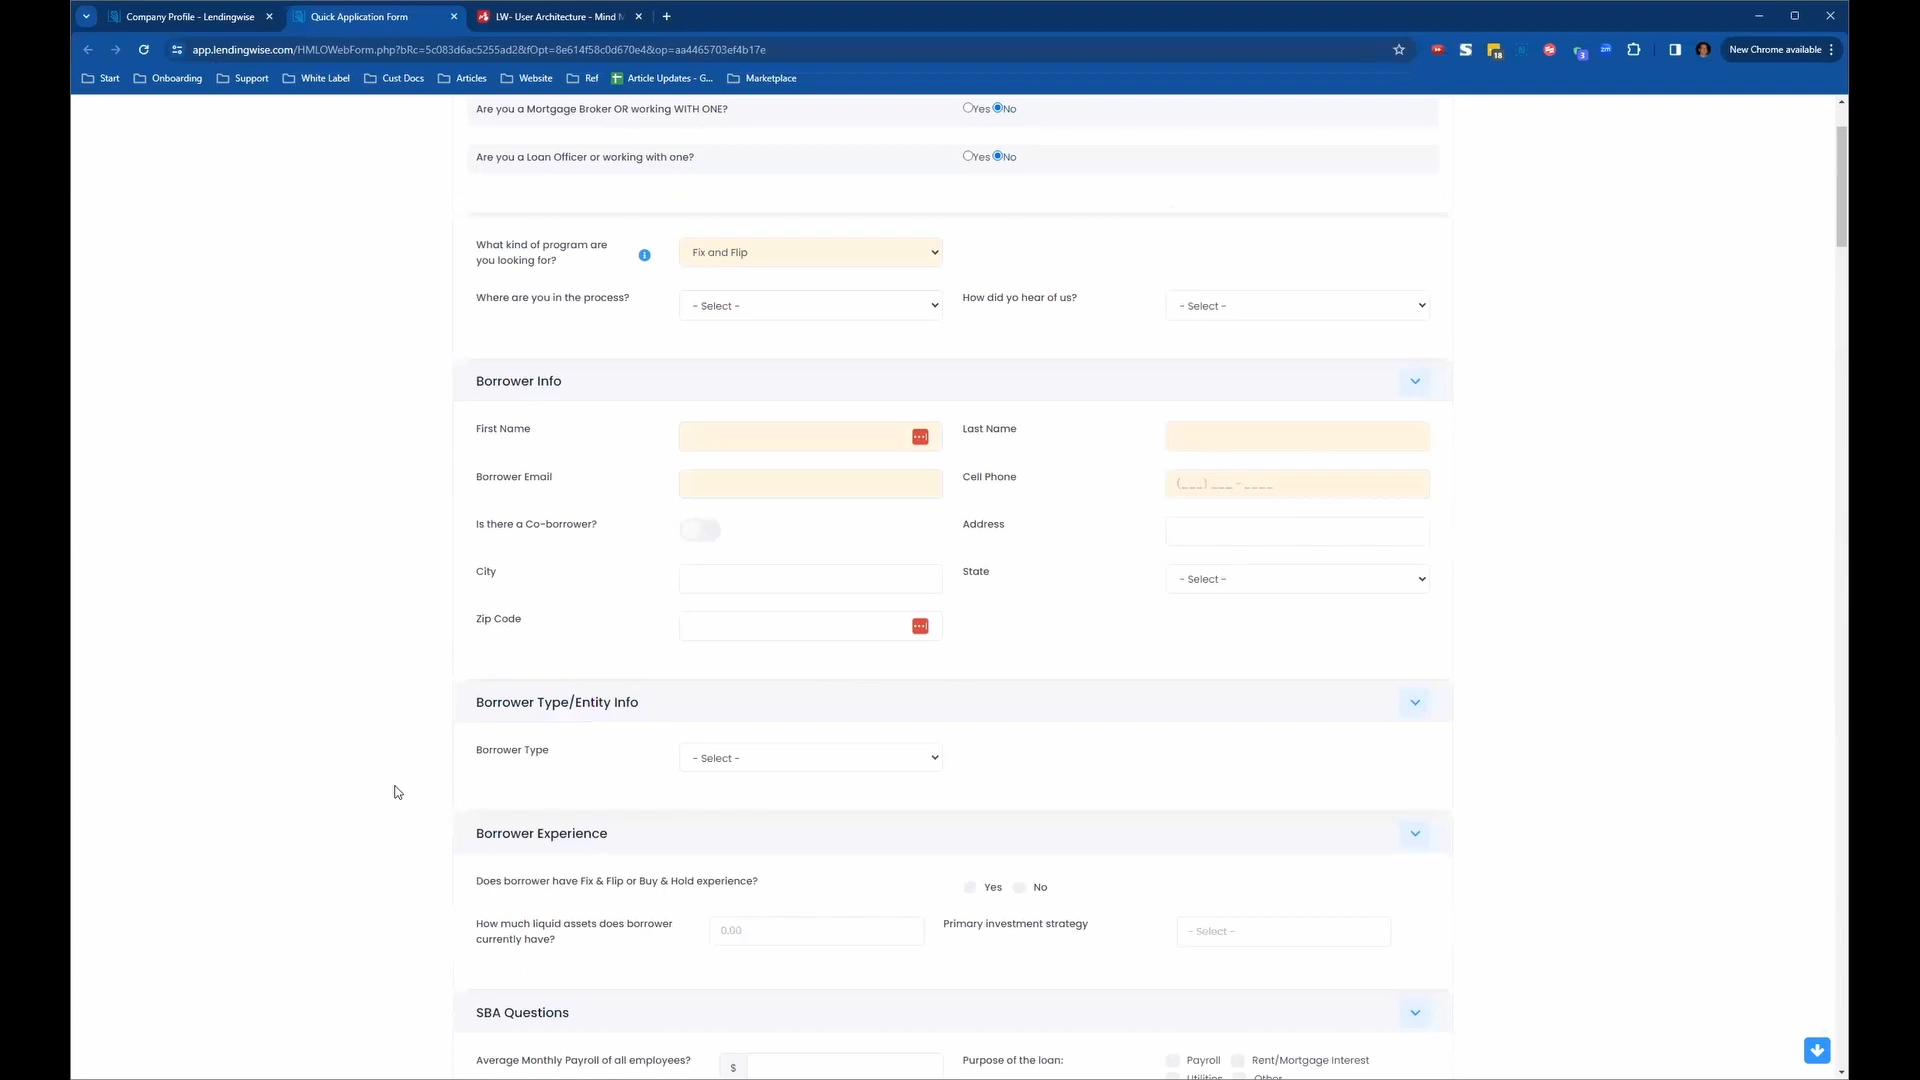 Company Profile - Lendingwise
Quick Application Form
LW- User Architecture - Mind M
app.lendingwise.com/HMLOWebForm.php?bRc=5c083d6ac5255ad2&fOpt=8e614f58c0d670e4&op=aa4465703ef4b17e
18
3
zm
New Chrome available
Start
Onboarding
Support
White Label
Cust Docs
Articles
Website
Ref
Article Updates - G...
Marketplace
Are you a Mortgage Broker OR working WITH ONE?
Yes No
Are you a Loan Officer or working with one?
Yes No
What kind of program are
you looking for?
Fix and Flip
Where are you in the process?
- Select -
How did yo hear of us?
- Select -
Borrower Info
First Name
Last Name
Borrower Email
Cell Phone
(___) ___ - ____
Is there a Co-borrower?
Address
City
State
- Select -
Zip Code
Borrower Type/Entity Info
Borrower Type
- Select -
Borrower Experience
Does borrower have Fix & Flip or Buy & Hold experience?
Yes No
How much liquid assets does borrower
currently have?
0.00
Primary investment strategy
- Select -
SBA Questions
Average Monthly Payroll of all employees?
$
Purpose of the loan:
Payroll
Rent/Mortgage Interest
Utilities
Other